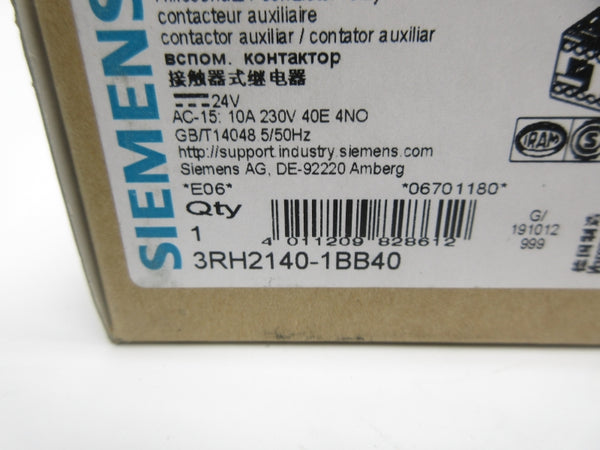 SIEMENS
contacteur auxiliaire
contactor auxiliar / contator auxiliar
вспом. контактор
接触器式继电器
24V
AC-15: 10A 230V 40E 4NO
GB/T14048 5/50Hz
http://support.industry.siemens.com
Siemens AG, DE-92220 Amberg
*E06* *06701180*
Qty
1
4 011209 828612
3RH2140-1BB40
IRAM
S
G/
191012
999